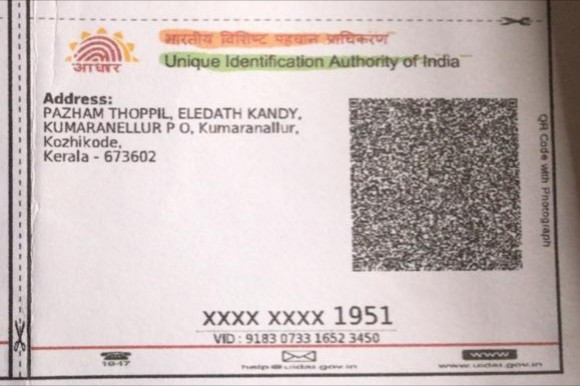 भारतीय विशिष्ट पहचान प्राधिकरण
Unique Identification Authority of India
आधार
Address:
PAZHAM THOPPIL, ELEDATH KANDY,
KUMARANELLUR P O, Kumaranallur,
Kozhikode,
Kerala - 673602
QR Code with Photograph
XXXX XXXX 1951
VID : 9183 0733 1652 3450
help@uidai.gov.in
WWW
www.uidai.gov.in